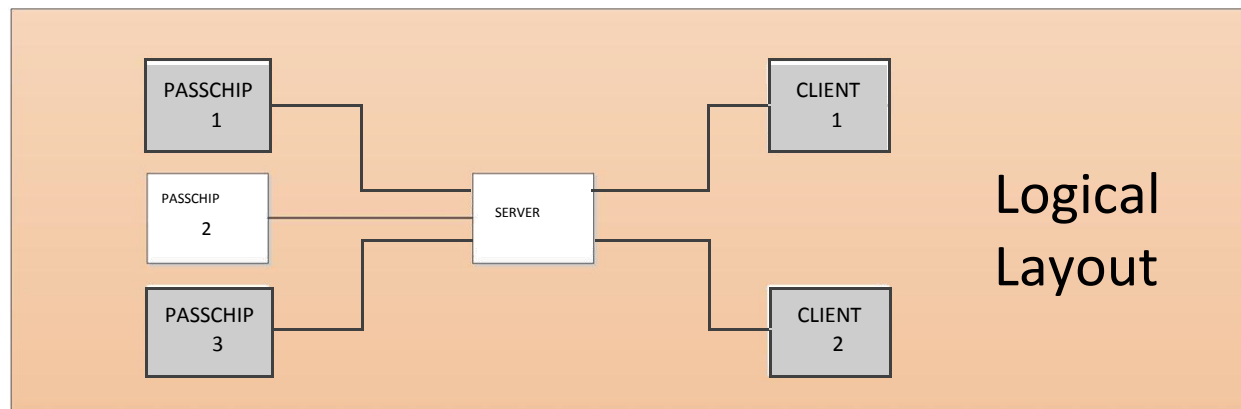 PASSCHIP
1
CLIENT
1
PASSCHIP
2
SERVER
PASSCHIP
3
CLIENT
2
Logical
Layout